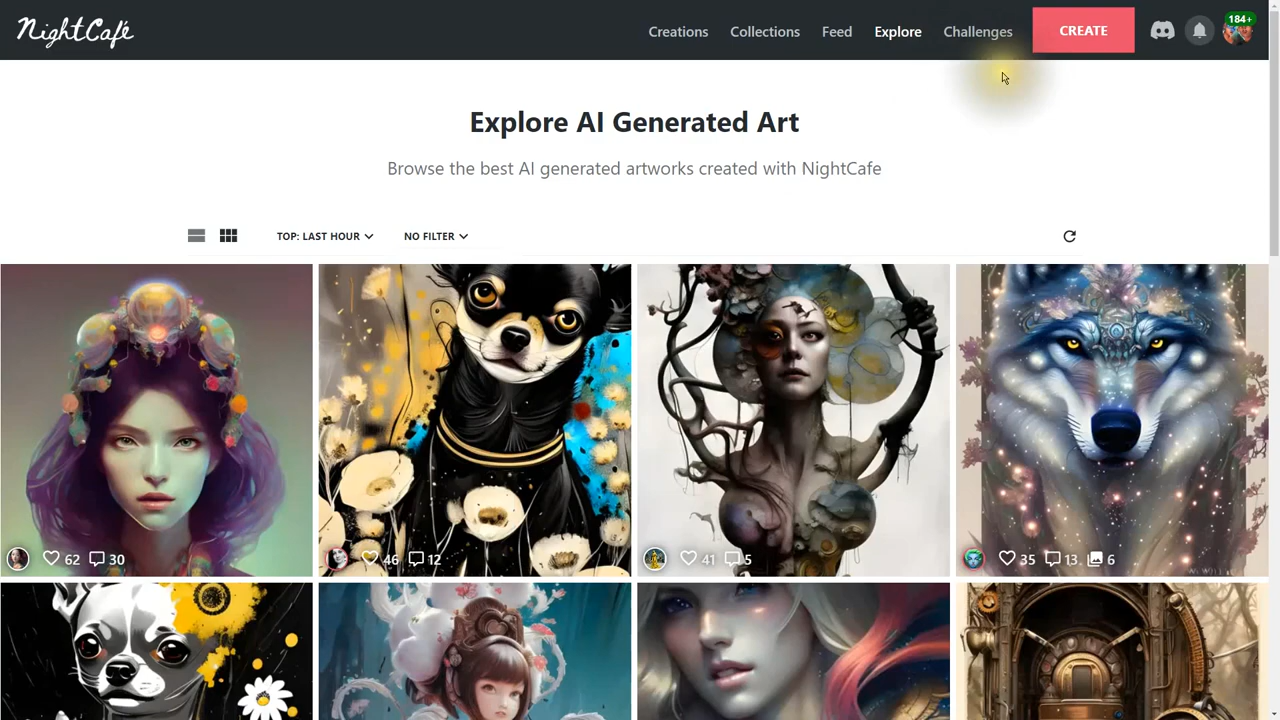 NightCafé
Creations Collections Feed Explore Challenges CREATE 184+
Explore AI Generated Art
Browse the best AI generated artworks created with NightCafe
TOP: LAST HOUR NO FILTER
62 30 46 12 41 5 35 13 6